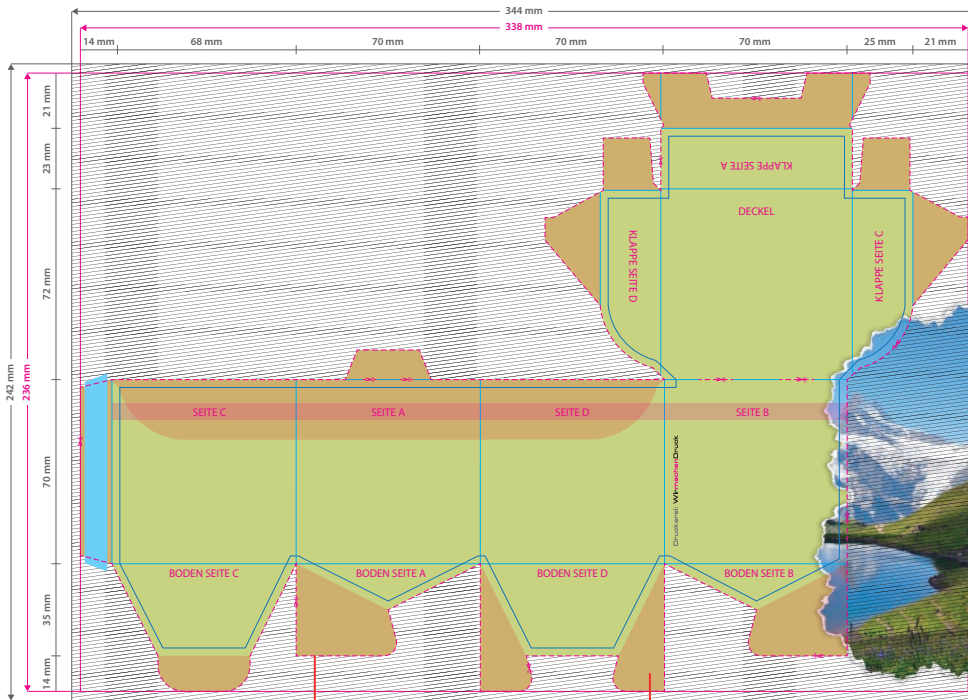 344 mm
338 mm
14 mm 68 mm 70 mm 70 mm 70 mm 25 mm 21 mm
242 mm
236 mm
21 mm
23 mm
72 mm
70 mm
35 mm
14 mm
KLAPPE SEITE A
DECKEL
KLAPPE SEITE D
KLAPPE SEITE C
SEITE C SEITE A SEITE D SEITE B
Druckerei: WirmachenDruck
BODEN SEITE C BODEN SEITE A BODEN SEITE D BODEN SEITE B